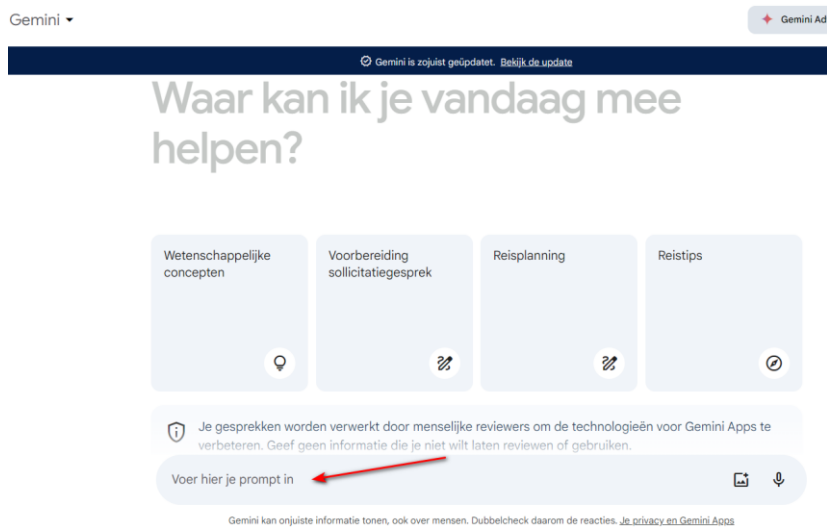 Gemini
Gemini Ad
Gemini is zojuist geüpdatet. Bekijk de update
Waar kan ik je vandaag mee
helpen?
Wetenschappelijke
concepten
Voorbereiding
sollicitatiegesprek
Reisplanning
Reistips
Je gesprekken worden verwerkt door menselijke reviewers om de technologieën voor Gemini Apps te
verbeteren. Geef geen informatie die je niet wilt laten reviewen of gebruiken.
Voer hier je prompt in
Gemini kan onjuiste informatie tonen, ook over mensen. Dubbelcheck daarom de reacties. Je privacy en Gemini Apps